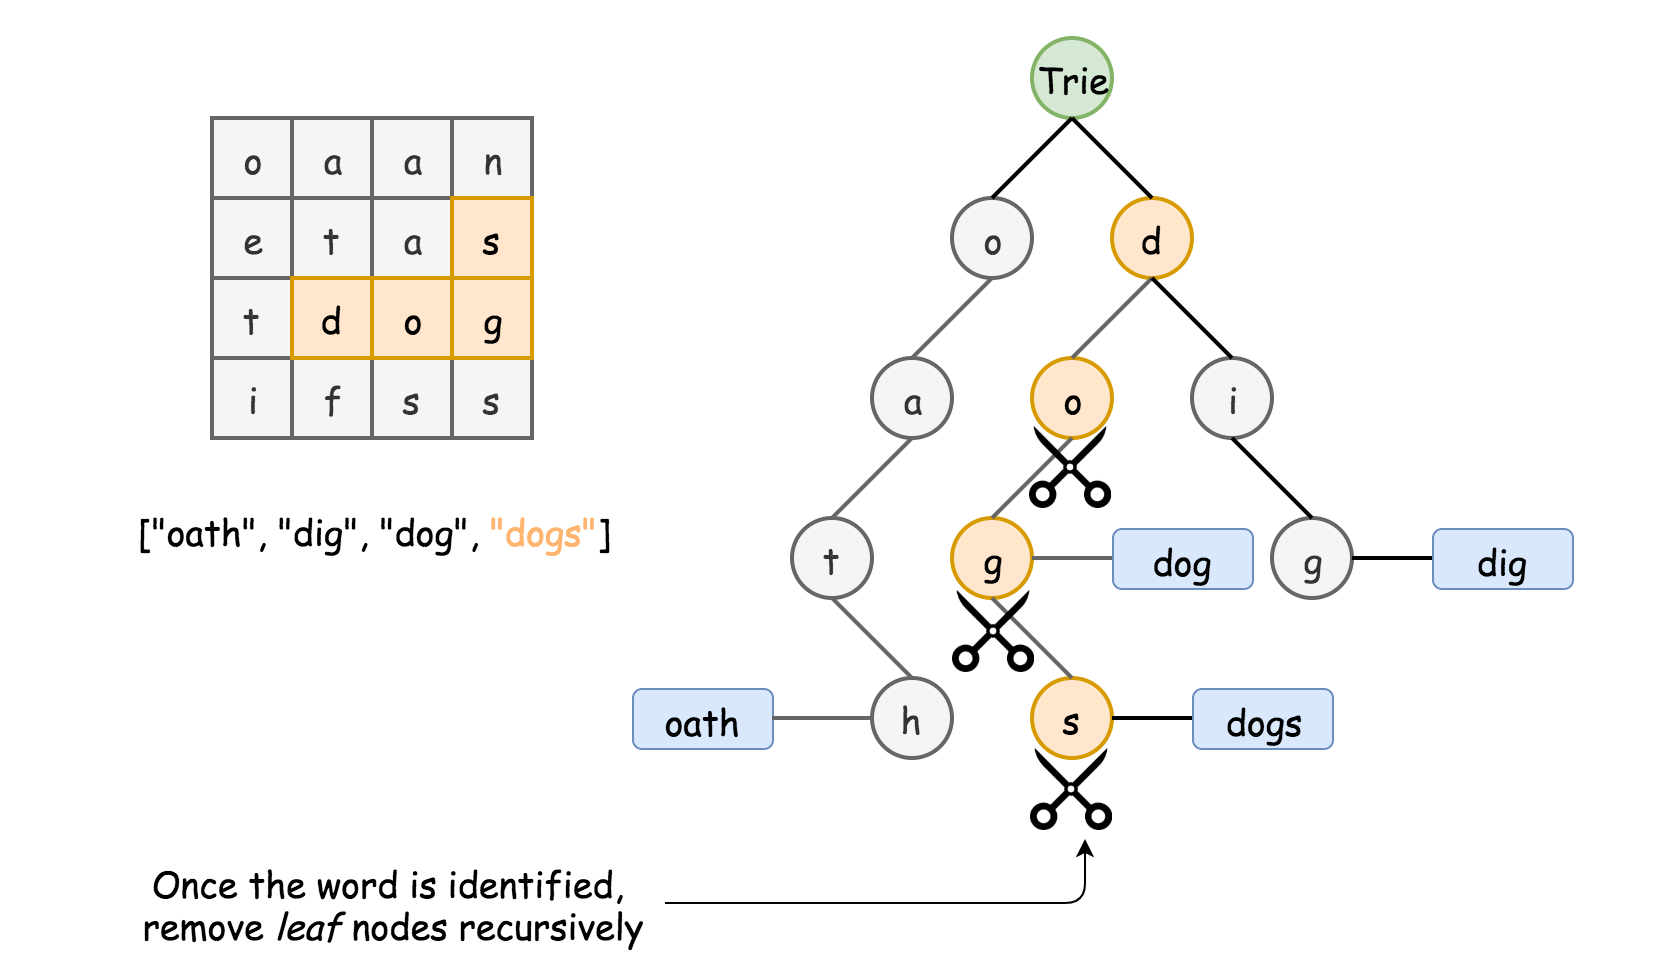 Trie
o a a n
e t a s
t d o g
i f s s
o d
a o i
t g dog g dig
["oath", "dig", "dog", "dogs"]
oath h s dogs
Once the word is identified,
remove leaf nodes recursively